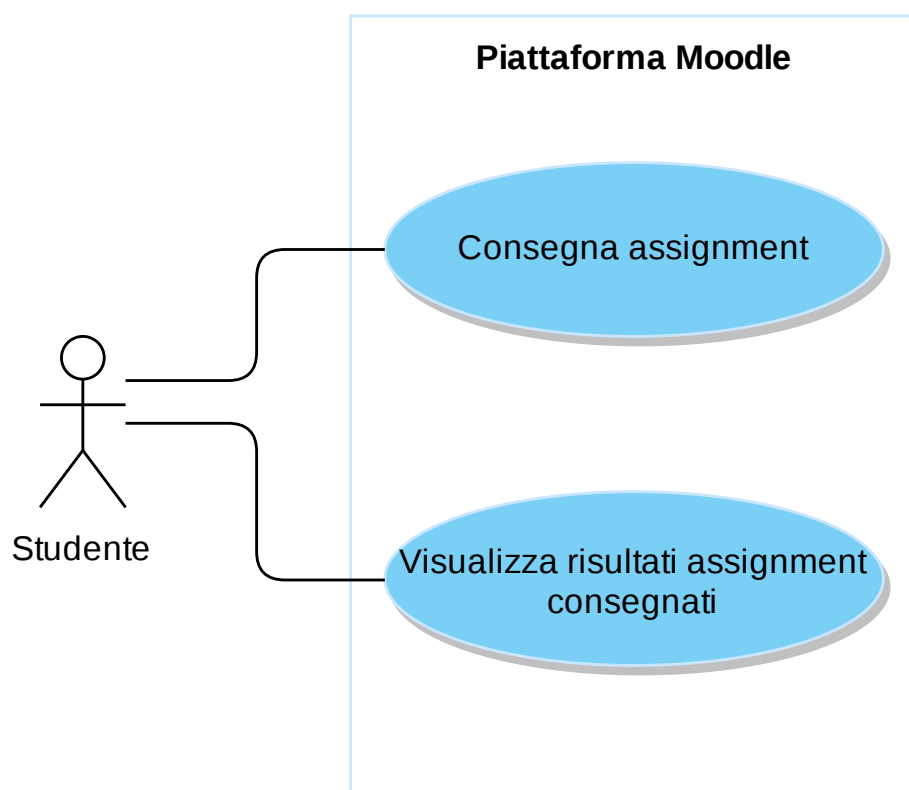 Piattaforma Moodle
Consegna assignment
Studente
Visualizza risultati assignment
consegnati